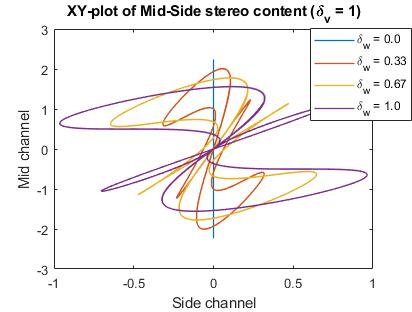 XY-plot of Mid-Side stereo content (δv = 1)
δw = 0.0
δw = 0.33
δw = 0.67
δw = 1.0
3
2
1
0
-1
-2
-3
Mid channel
-1
-0.5
0
0.5
1
Side channel